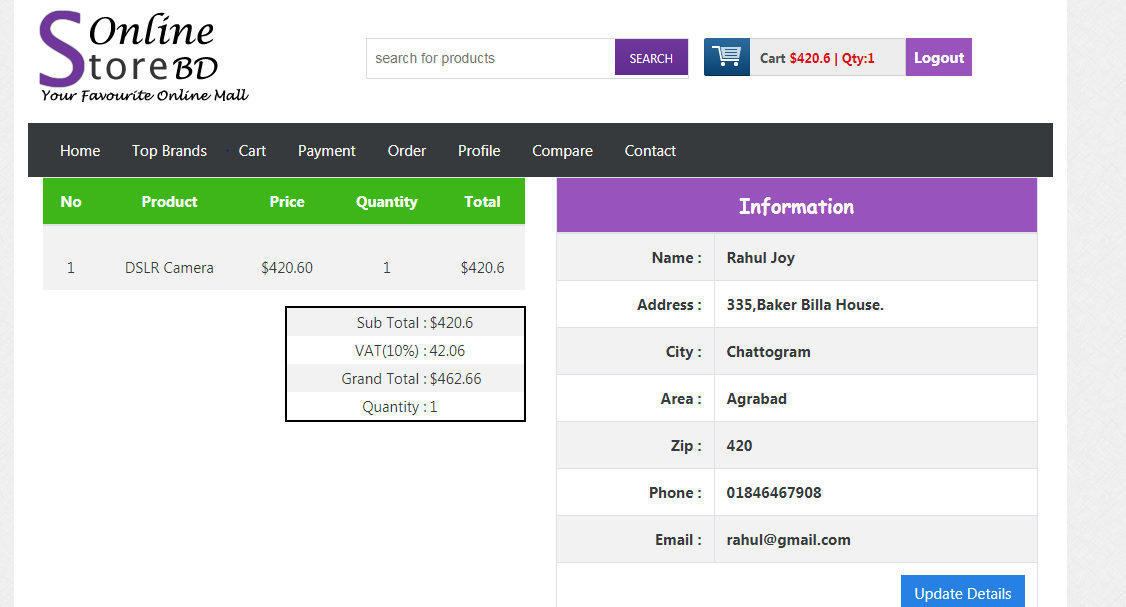 Online
StoreBD
Your Favourite Online Mall
search for products
SEARCH
Cart $420.6 | Qty:1
Logout
Home Top Brands Cart Payment Order Profile Compare Contact
No Product Price Quantity Total
1 DSLR Camera $420.60 1 $420.6
Sub Total : $420.6
VAT(10%) : 42.06
Grand Total : $462.66
Quantity : 1
Information
Name : Rahul Joy
Address : 335,Baker Billa House.
City : Chattogram
Area : Agrabad
Zip : 420
Phone : 01846467908
Email : rahul@gmail.com
Update Details